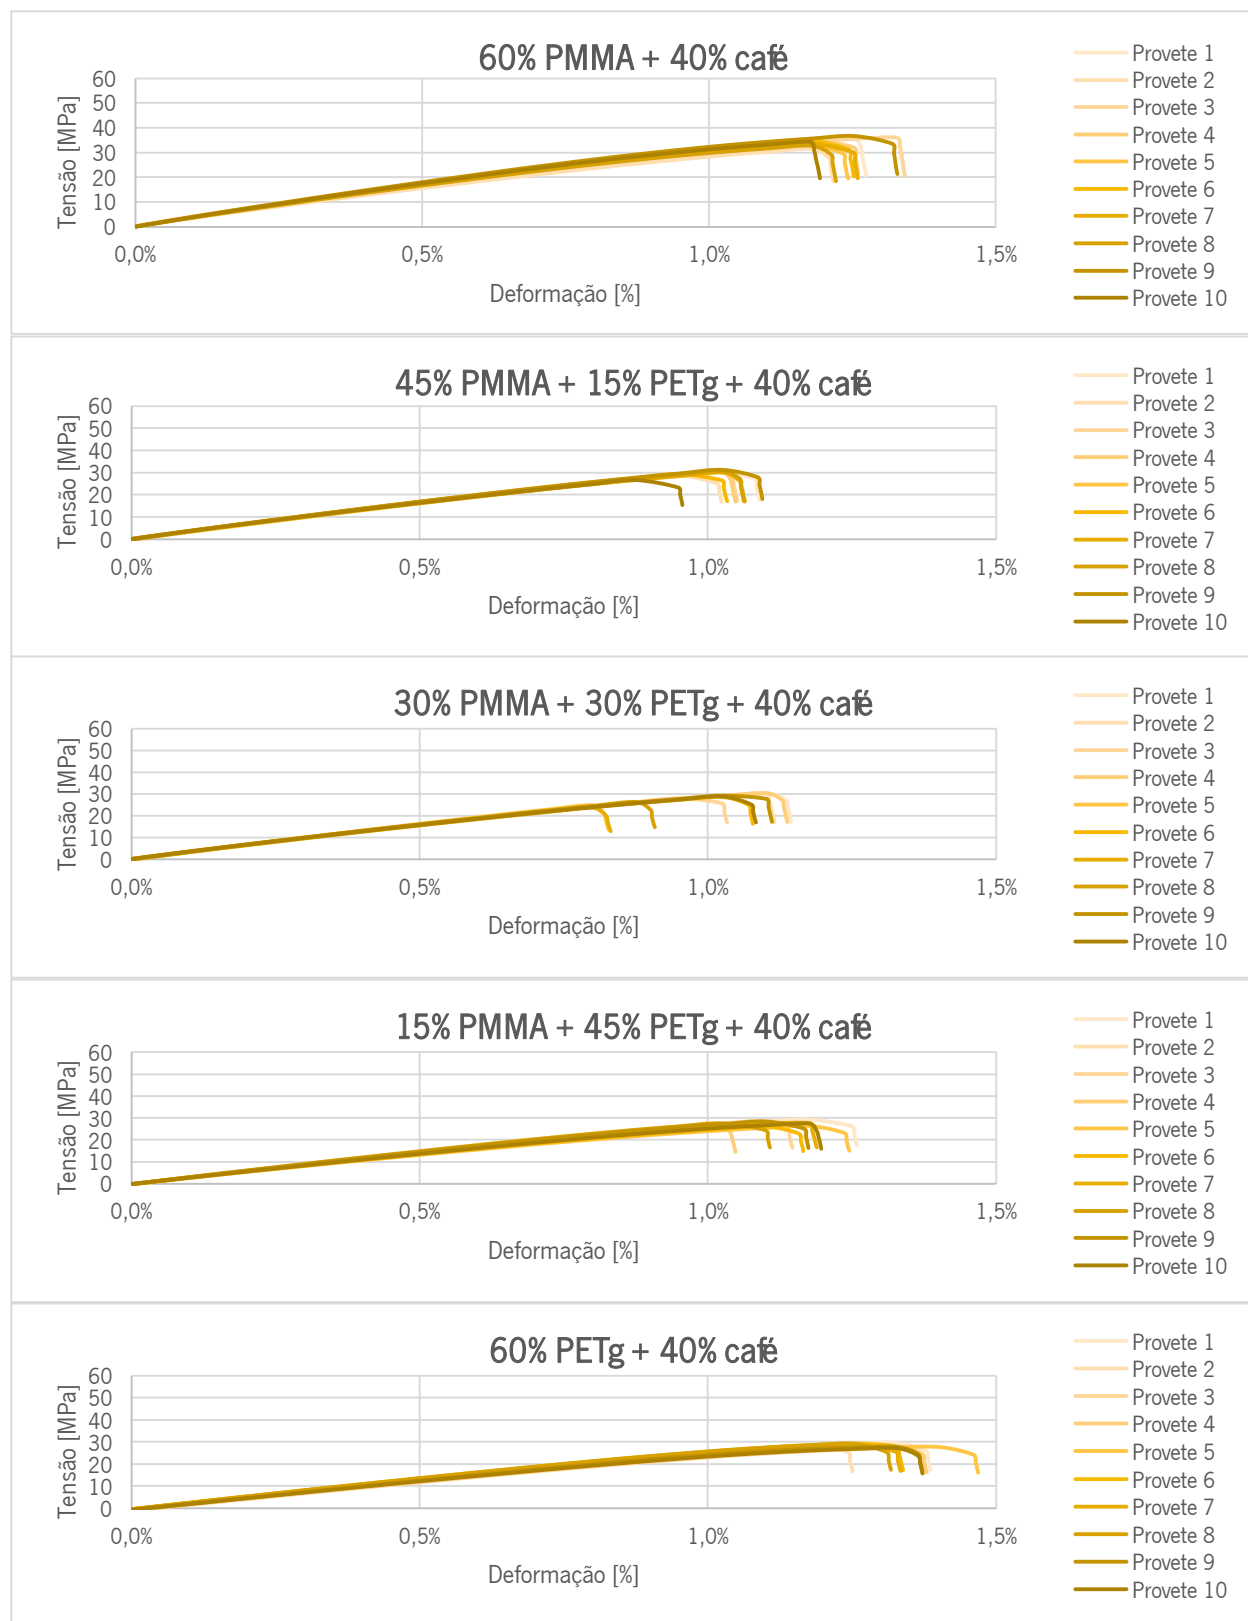 60% PMMA + 40% café
Tensão [MPa]
60
50
40
30
20
10
0
0,0%
0,5%
1,0%
1,5%
Deformação [%]
Provete 1
Provete 2
Provete 3
Provete 4
Provete 5
Provete 6
Provete 7
Provete 8
Provete 9
Provete 10
45% PMMA + 15% PETg + 40% café
Tensão [MPa]
60
50
40
30
20
10
0
0,0%
0,5%
1,0%
1,5%
Deformação [%]
Provete 1
Provete 2
Provete 3
Provete 4
Provete 5
Provete 6
Provete 7
Provete 8
Provete 9
Provete 10
30% PMMA + 30% PETg + 40% café
Tensão [MPa]
60
50
40
30
20
10
0
0,0%
0,5%
1,0%
1,5%
Deformação [%]
Provete 1
Provete 2
Provete 3
Provete 4
Provete 5
Provete 6
Provete 7
Provete 8
Provete 9
Provete 10
15% PMMA + 45% PETg + 40% café
Tensão [MPa]
60
50
40
30
20
10
0
0,0%
0,5%
1,0%
1,5%
Deformação [%]
Provete 1
Provete 2
Provete 3
Provete 4
Provete 5
Provete 6
Provete 7
Provete 8
Provete 9
Provete 10
60% PETg + 40% café
Tensão [MPa]
60
50
40
30
20
10
0
0,0%
0,5%
1,0%
1,5%
Deformação [%]
Provete 1
Provete 2
Provete 3
Provete 4
Provete 5
Provete 6
Provete 7
Provete 8
Provete 9
Provete 10